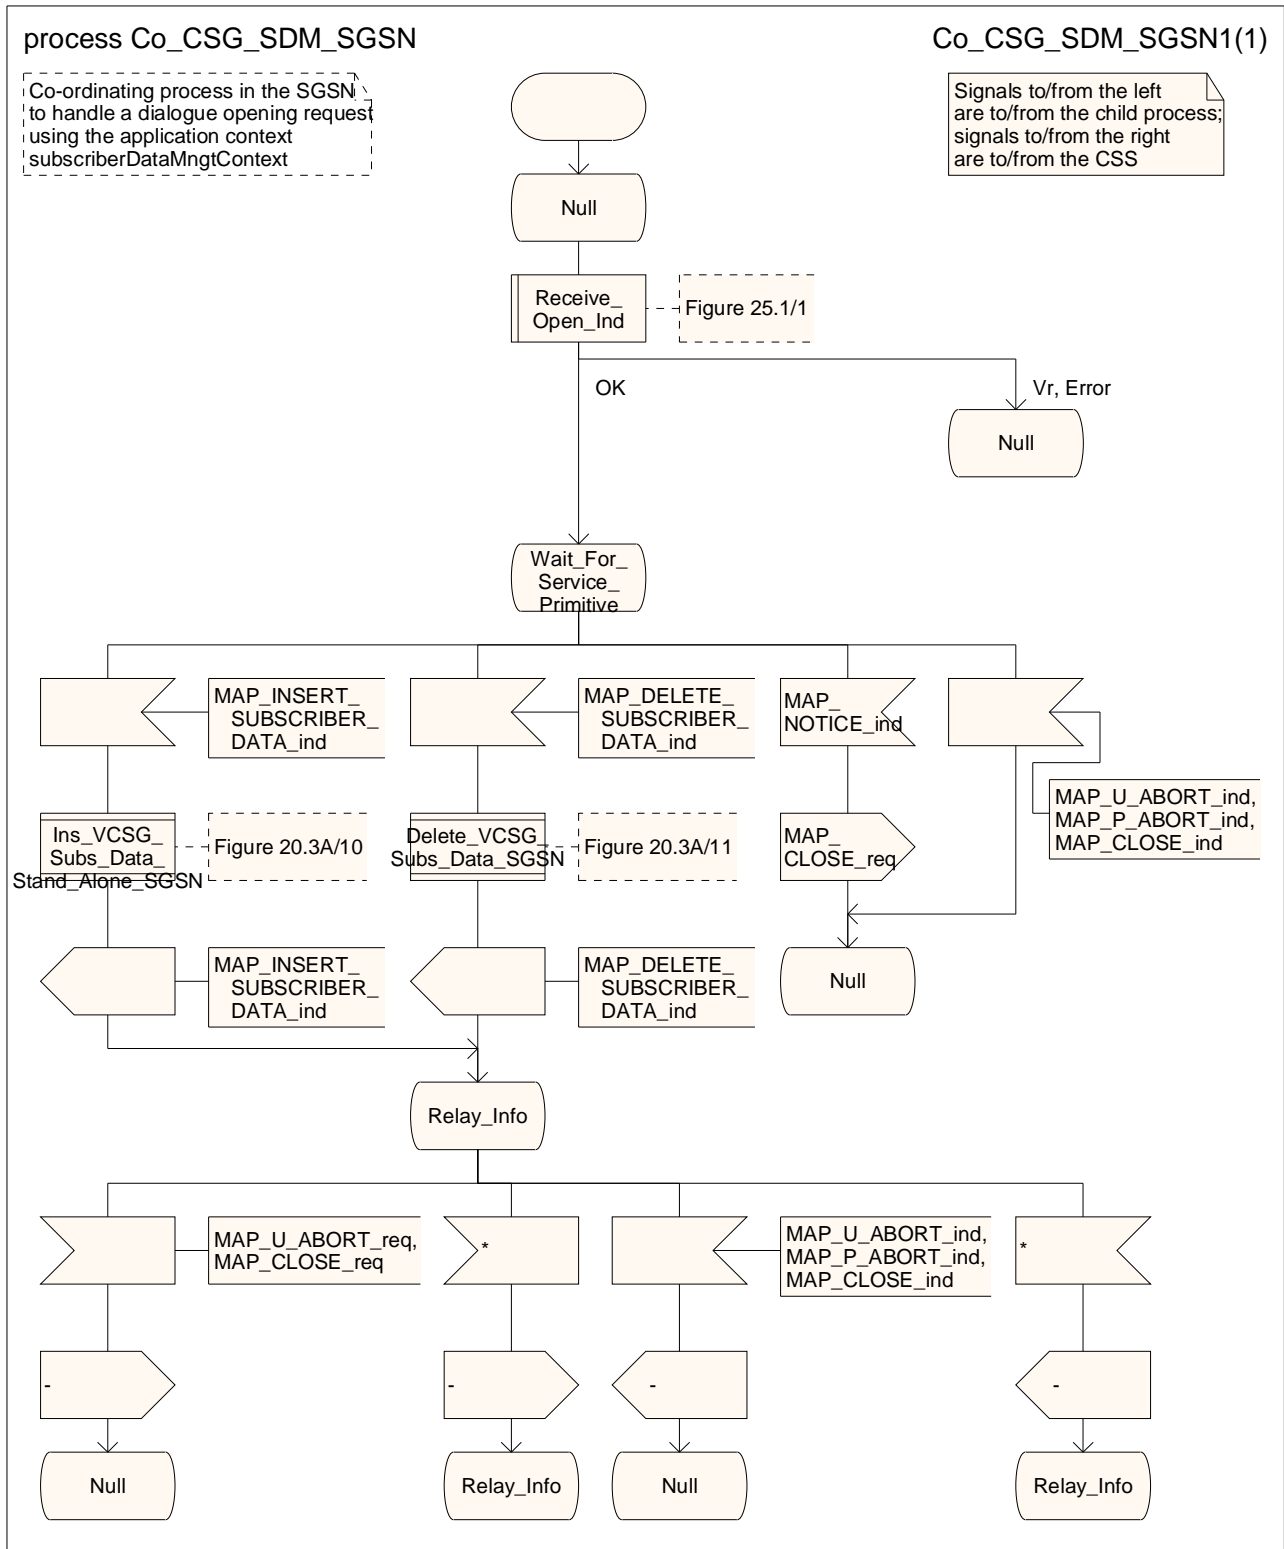 process Co_CSG_SDM_SGSN
Co_CSG_SDM_SGSN1(1)
Co-ordinating process in the SGSN
to handle a dialogue opening request
using the application context
subscriberDataMngtContext
Signals to/from the left
are to/from the child process;
signals to/from the right
are to/from the CSS
Null
Receive_
Open_Ind
Figure 25.1/1
OK
Vr, Error
Null
Wait_For_
Service_
Primitive
MAP_INSERT_
SUBSCRIBER_
DATA_ind
MAP_DELETE_
SUBSCRIBER_
DATA_ind
MAP_
NOTICE_ind
MAP_U_ABORT_ind,
MAP_P_ABORT_ind,
MAP_CLOSE_ind
Ins_VCSG_
Subs_Data_
Stand_Alone_SGSN
Figure 20.3A/10
Delete_VCSG_
Subs_Data_SGSN
Figure 20.3A/11
MAP_
CLOSE_req
MAP_INSERT_
SUBSCRIBER_
DATA_ind
MAP_DELETE_
SUBSCRIBER_
DATA_ind
Null
Relay_Info
MAP_U_ABORT_req,
MAP_CLOSE_req
*
MAP_U_ABORT_ind,
MAP_P_ABORT_ind,
MAP_CLOSE_ind
*
-
-
-
-
Null
Relay_Info
Null
Relay_Info